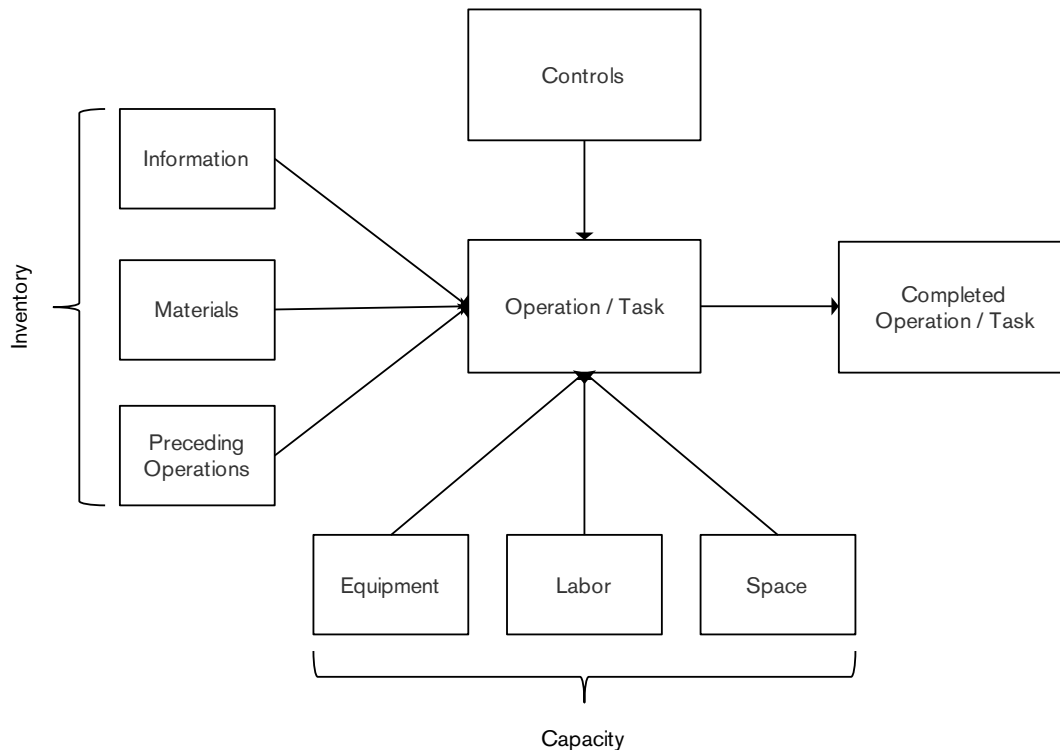 Controls
Information
Inventory
Materials
Operation / Task
Completed
Operation / Task
Preceding
Operations
Equipment
Labor
Space
Capacity